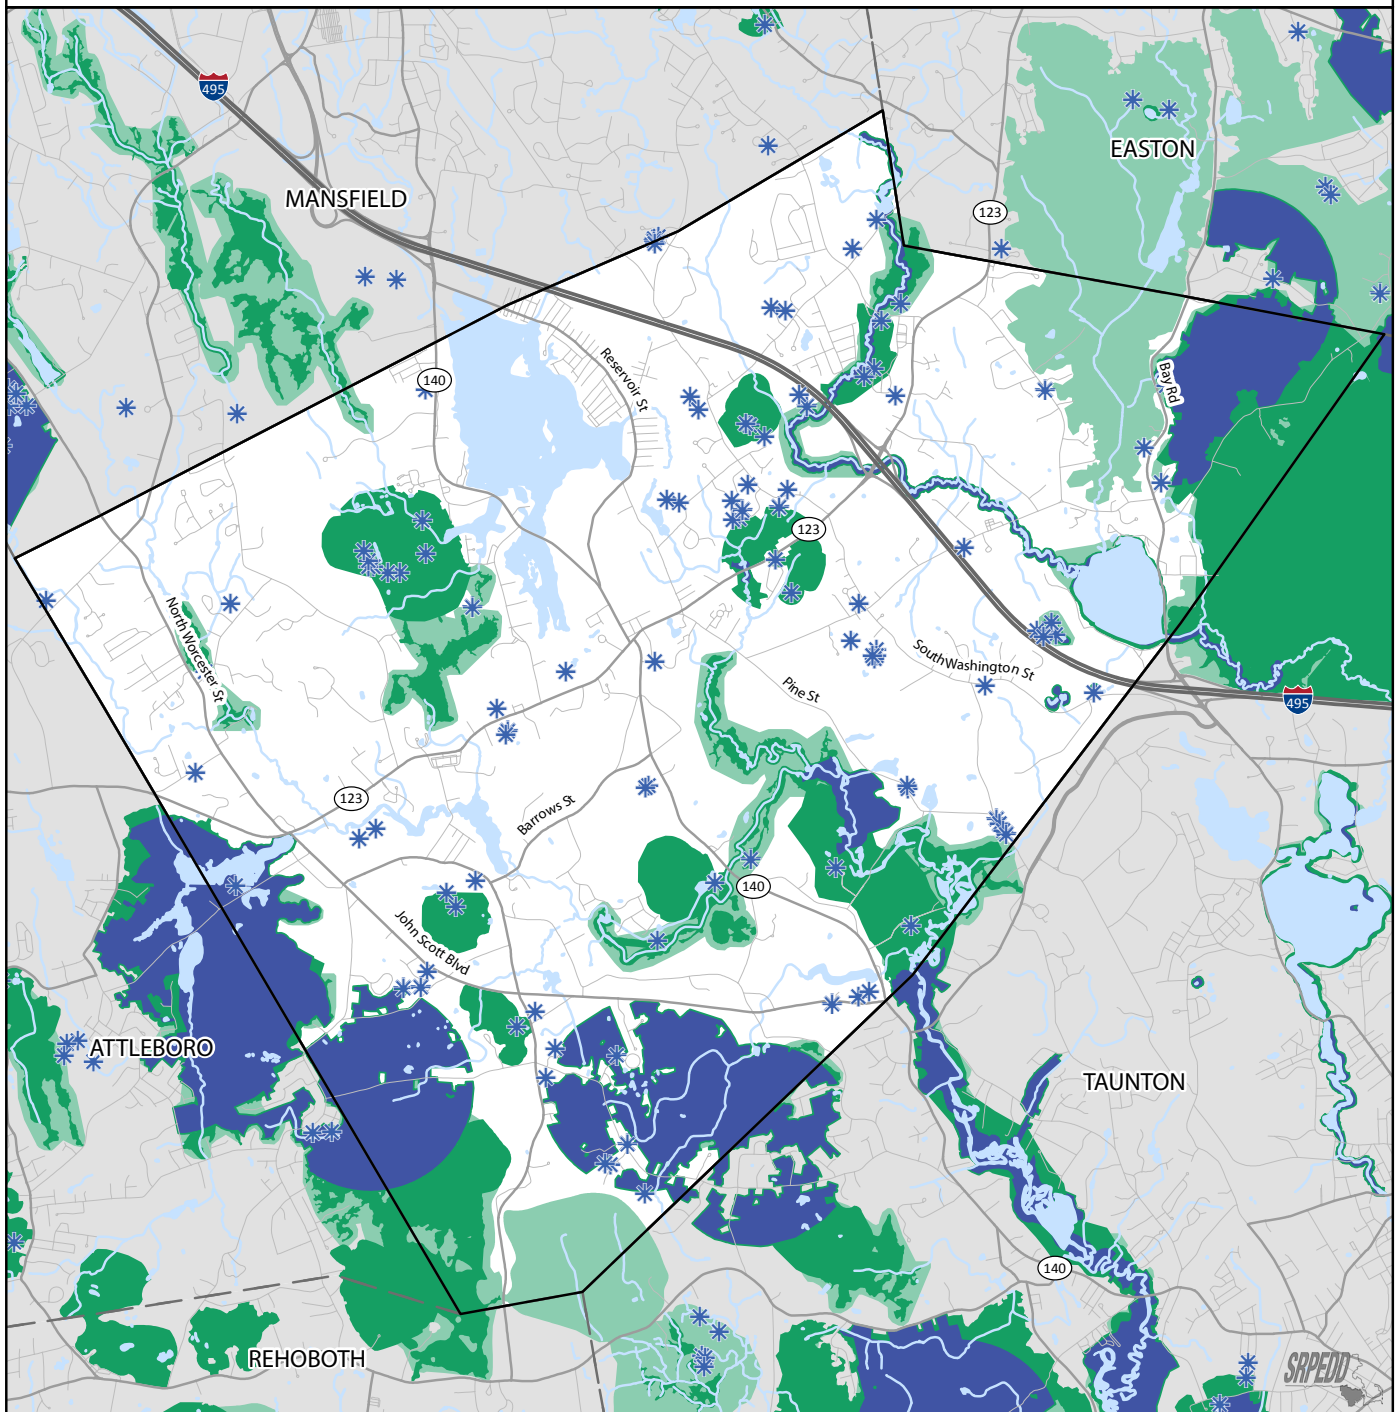 495
EASTON
MANSFIELD
123
140
Reservoir St
Bay Rd
123
North Worcester St
South Washington St
Pine St
495
123
Barrows St
140
John Scott Blvd
ATTLEBORO
TAUNTON
140
REHOBOTH
SRPEDD